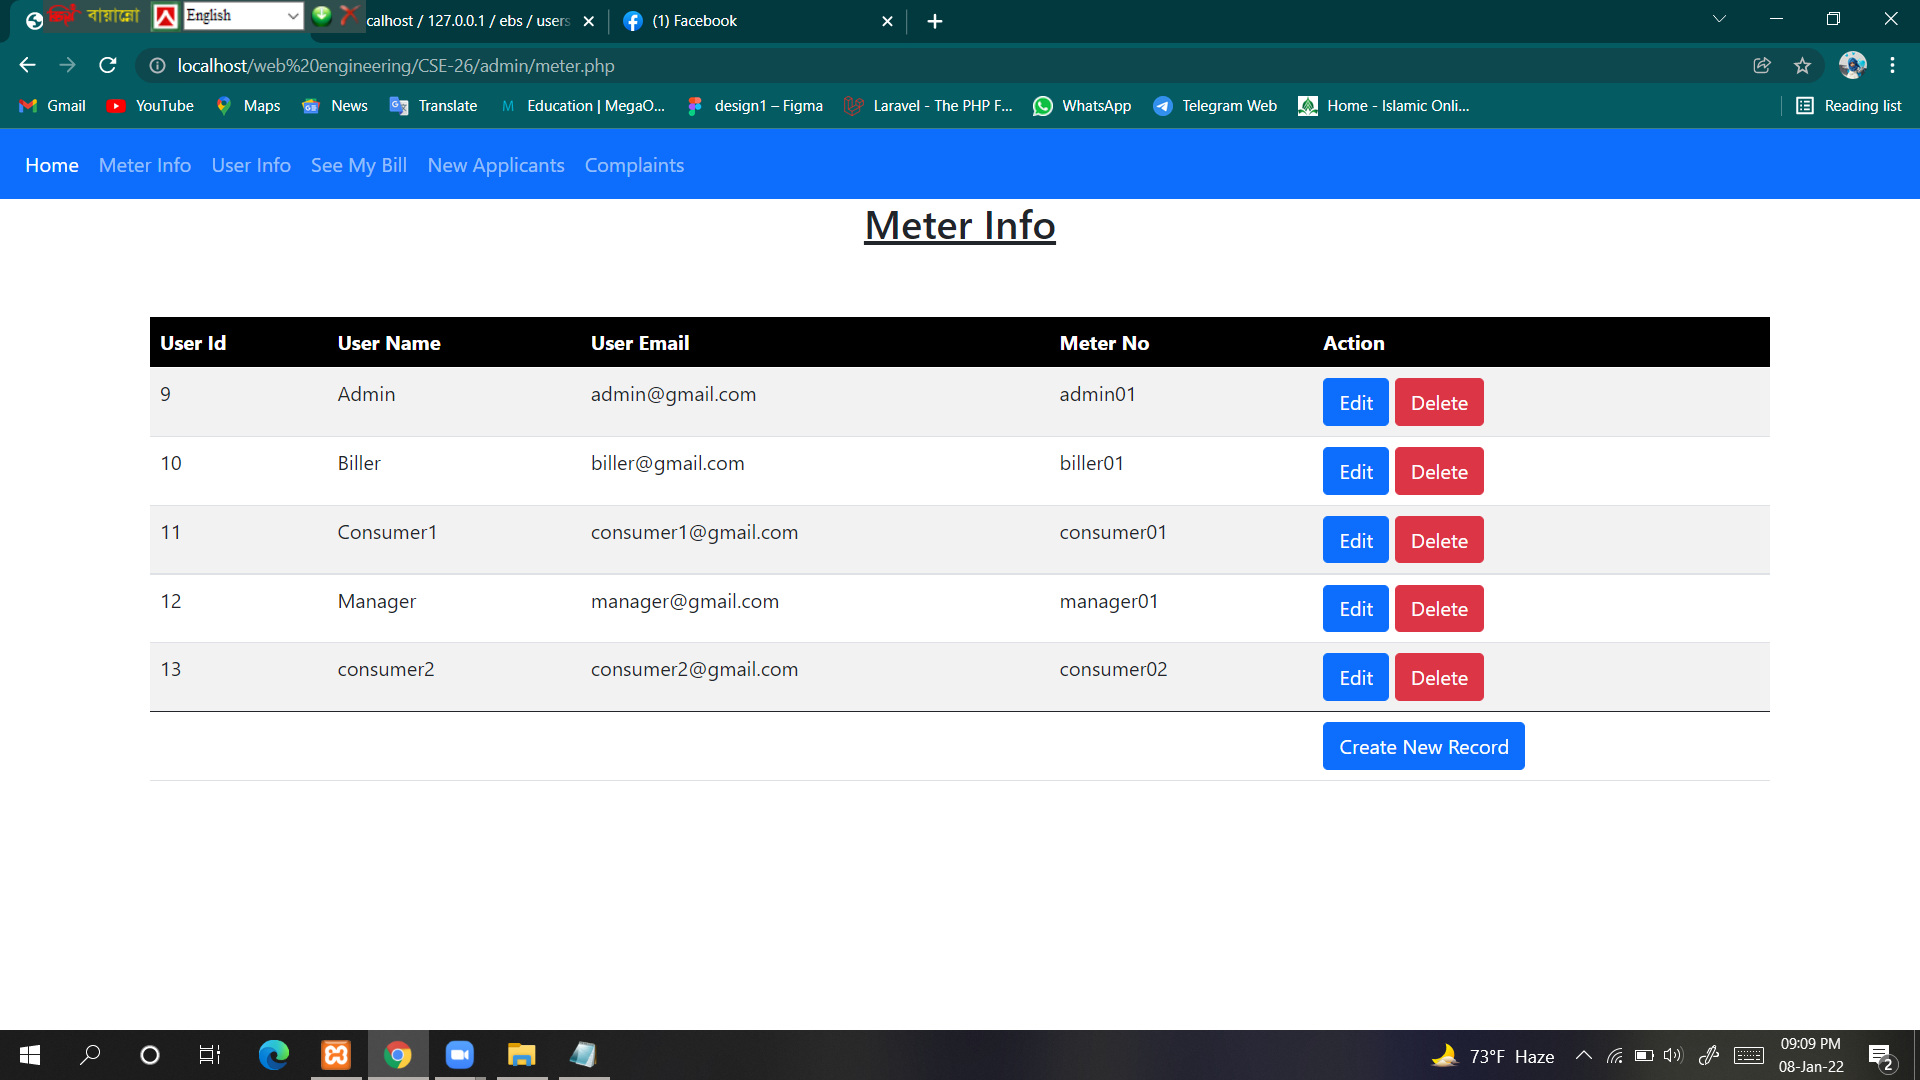 বায়ান্নো English calhost / 127.0.0.1 / ebs / users (1) Facebook
localhost/web%20engineering/CSE-26/admin/meter.php
Gmail YouTube Maps News Translate Education | MegaO... design1 – Figma Laravel - The PHP F... WhatsApp Telegram Web Home - Islamic Onli... Reading list
Home Meter Info User Info See My Bill New Applicants Complaints
Meter Info
User Id User Name User Email Meter No Action
9 Admin admin@gmail.com admin01 Edit Delete
10 Biller biller@gmail.com biller01 Edit Delete
11 Consumer1 consumer1@gmail.com consumer01 Edit Delete
12 Manager manager@gmail.com manager01 Edit Delete
13 consumer2 consumer2@gmail.com consumer02 Edit Delete
Create New Record
73°F Haze 09:09 PM
08-Jan-22 2